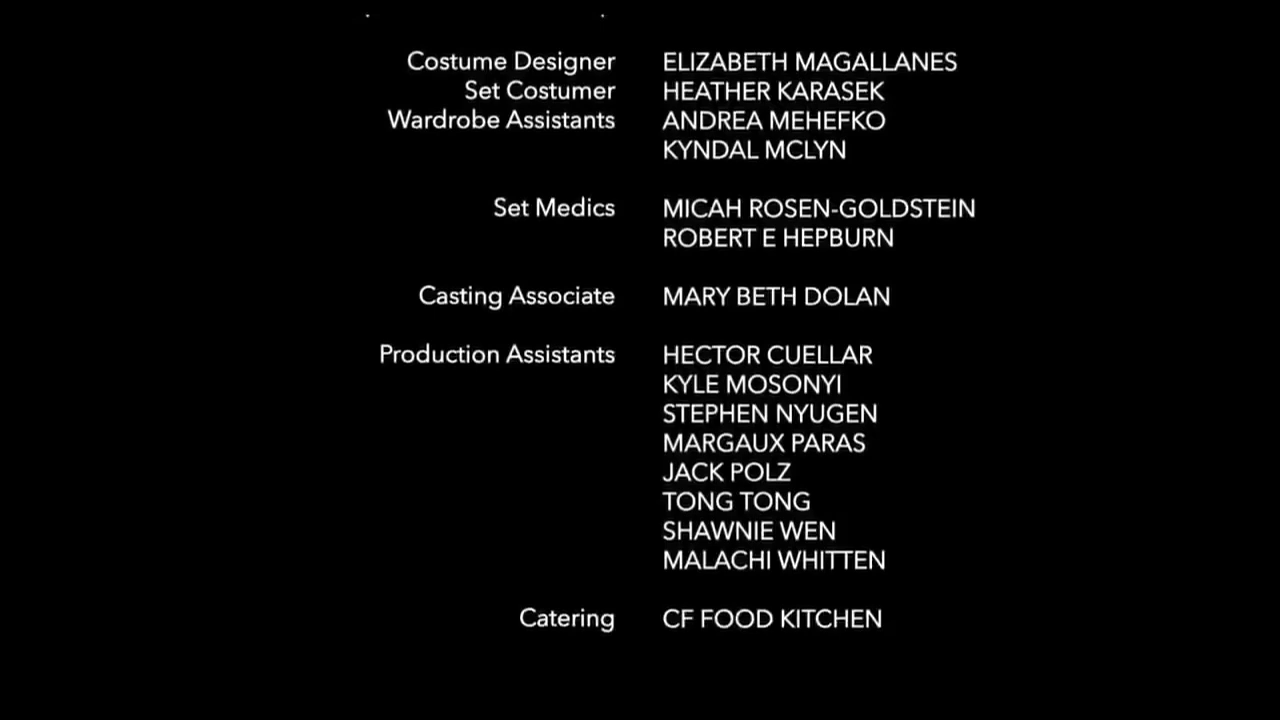 Costume Designer ELIZABETH MAGALLANES
Set Costumer HEATHER KARASEK
Wardrobe Assistants ANDREA MEHEFKO
KYNDAL MCLYN
Set Medics MICAH ROSEN-GOLDSTEIN
ROBERT E HEPBURN
Casting Associate MARY BETH DOLAN
Production Assistants HECTOR CUELLAR
KYLE MOSONYI
STEPHEN NYUGEN
MARGAUX PARAS
JACK POLZ
TONG TONG
SHAWNIE WEN
MALACHI WHITTEN
Catering CF FOOD KITCHEN